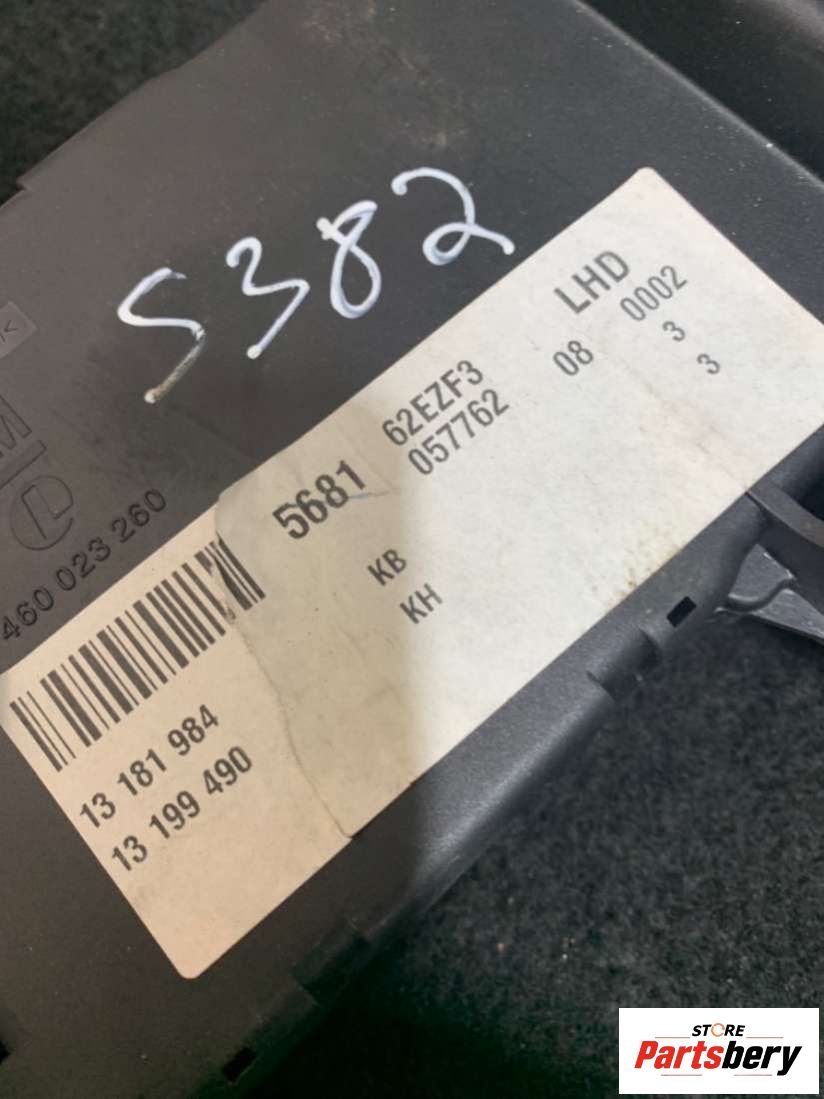 5382
LHD
62EZF3 08 0002
5681 057762 3
KB 3
KH
460 023 260
13 181 984
13 199 490
STORE
Partsbery